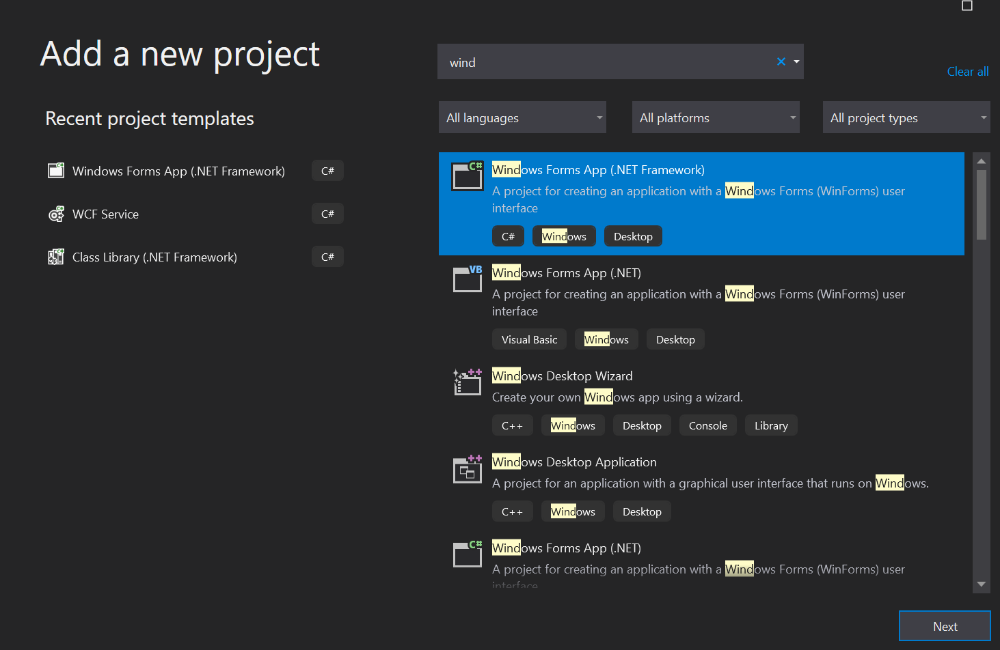 Add a new project
wind
Clear all
Recent project templates
All languages
All platforms
All project types
Windows Forms App (.NET Framework)
C#
WCF Service
C#
Class Library (.NET Framework)
C#
C#
Windows Forms App (.NET Framework)
A project for creating an application with a Windows Forms (WinForms) user
interface
C#
Windows
Desktop
VB
Windows Forms App (.NET)
A project for creating an application with a Windows Forms (WinForms) user
interface
Visual Basic
Windows
Desktop
++
Windows Desktop Wizard
Create your own Windows app using a wizard.
C++
Windows
Desktop
Console
Library
++
Windows Desktop Application
A project for an application with a graphical user interface that runs on Windows.
C++
Windows
Desktop
C#
Windows Forms App (.NET)
A project for creating an application with a Windows Forms (WinForms) user
interface
Next